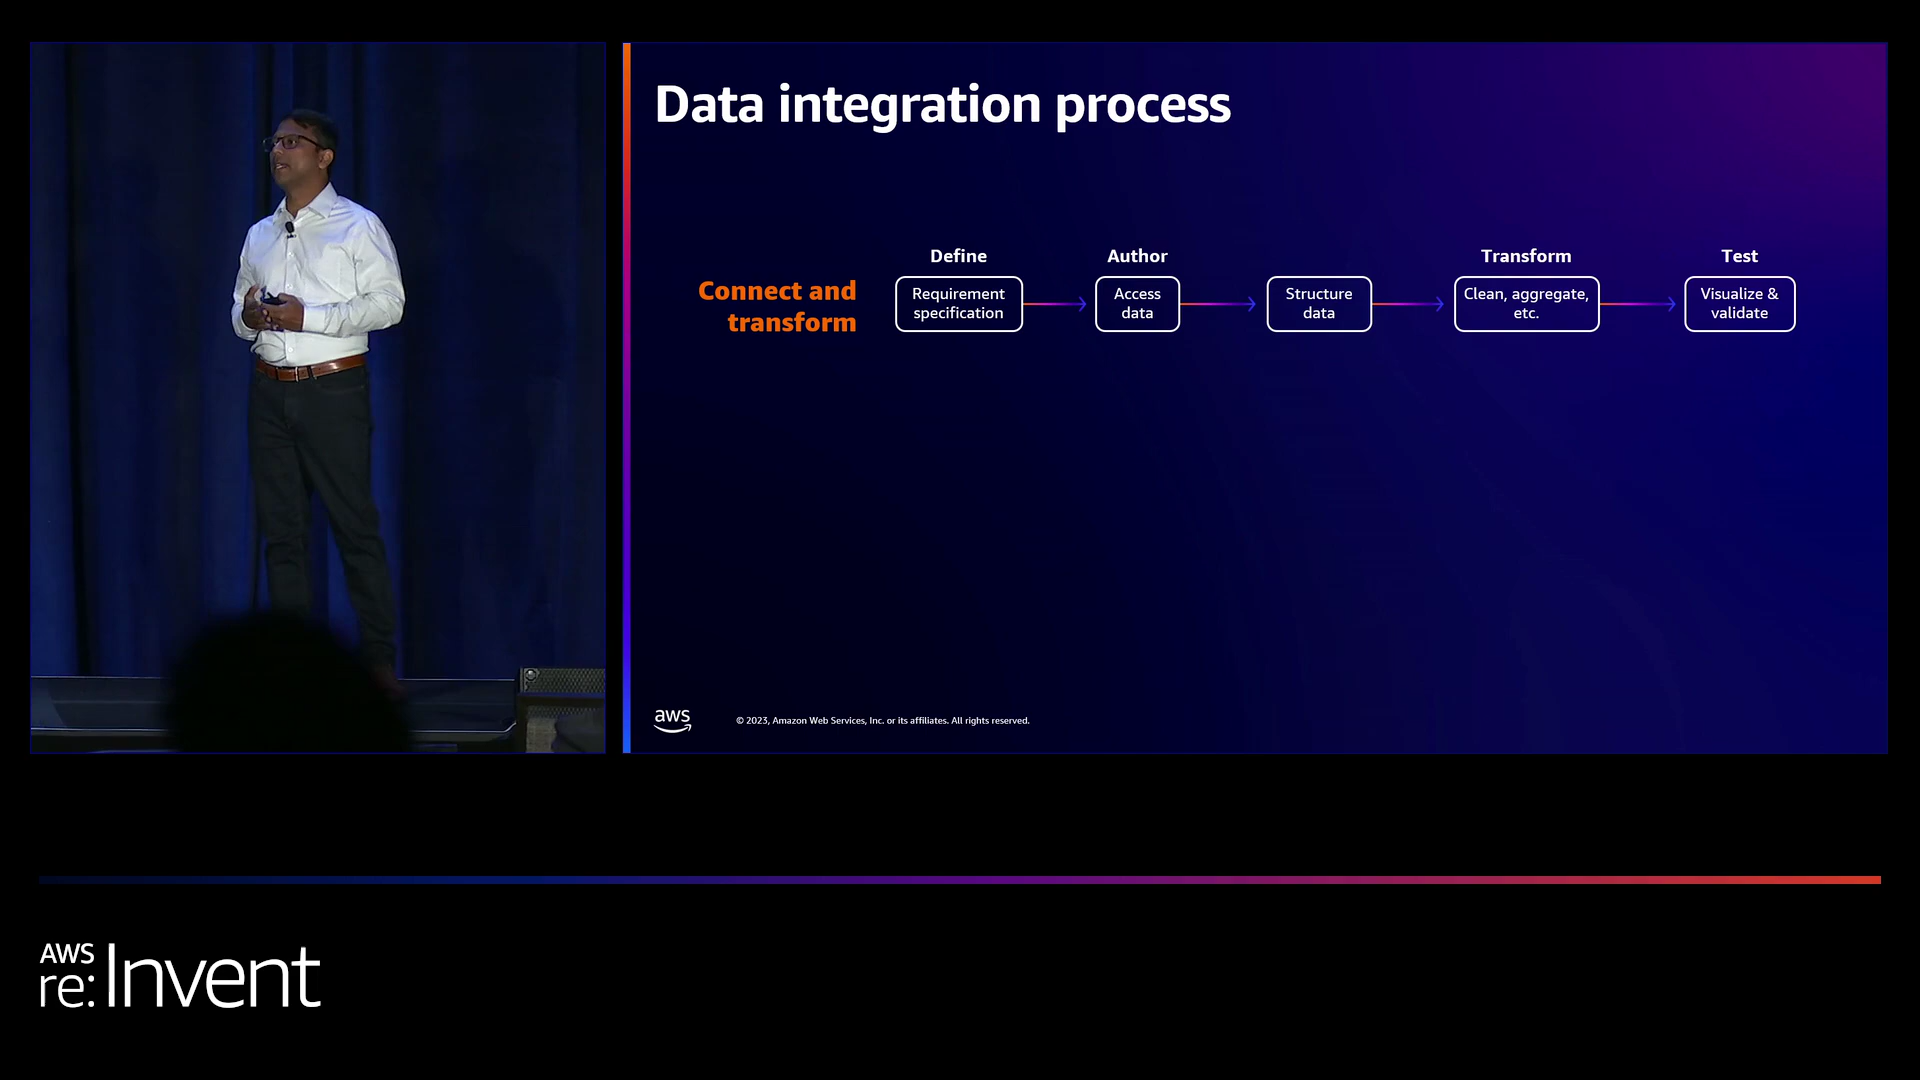 Data integration process
Define
Author
Transform
Test
Connect and
transform
Requirement
specification
Access
data
Structure
data
Clean, aggregate,
etc.
Visualize &
validate
aws
© 2023, Amazon Web Services, Inc. or its affiliates. All rights reserved.
AWS
re:Invent